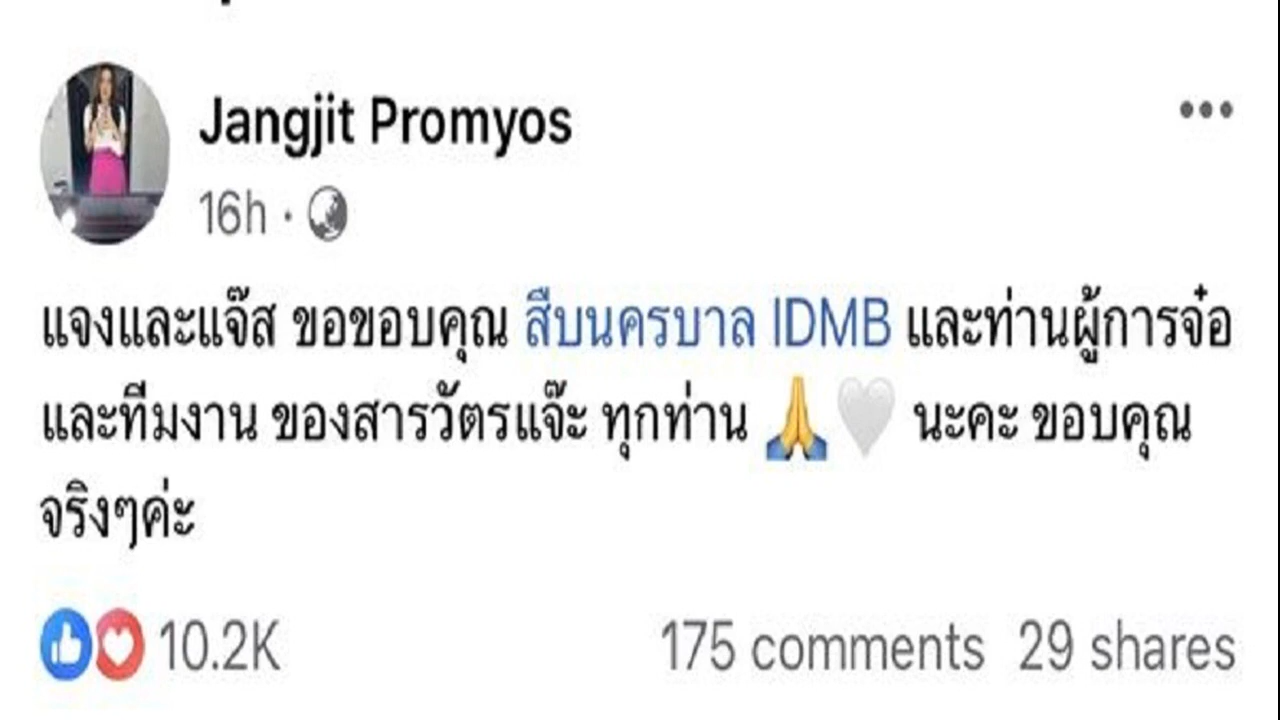 Jangjit Promyos
16h ·
แจงและแจ๊ส ขอขอบคุณ สืบนครบาล IDMB และท่านผู้การจ๋อ
และทีมงาน ของสารวัตรแจ๊ะ ทุกท่าน 🙏🤍 นะคะ ขอบคุณ
จริงๆค่ะ
10.2K 175 comments 29 shares